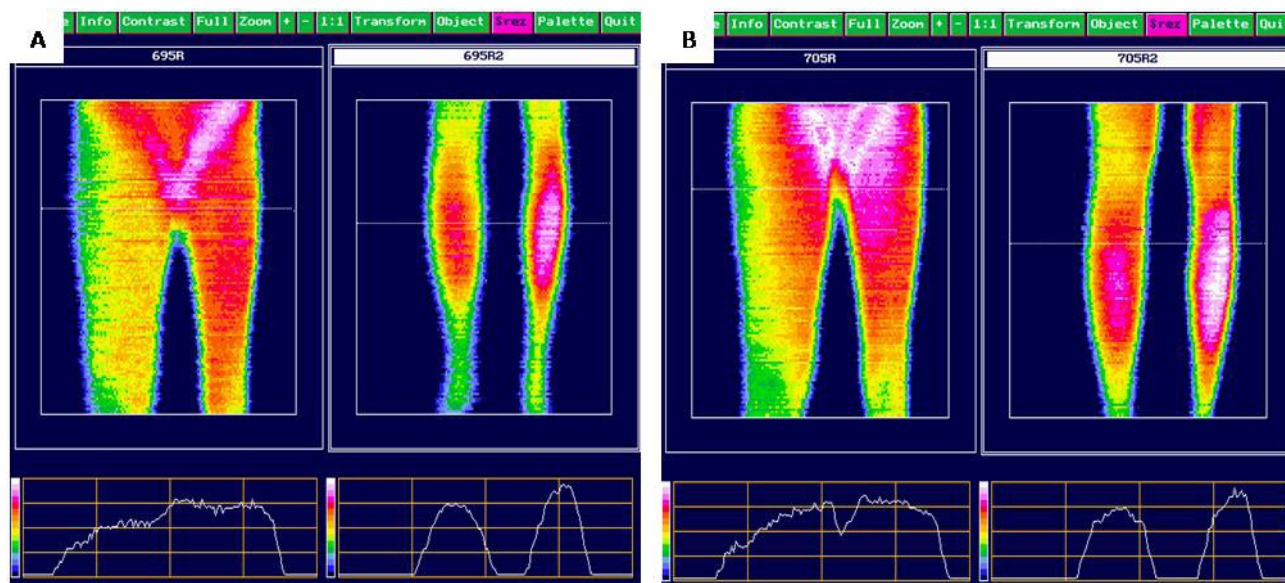 A
e Info Contrast Full Zoom + - 1:1 Transform Object Srez Palette Quit
695R 695R2
B
Info Contrast Full Zoom + - 1:1 Transform Object Srez Palette Qui
705R 705R2